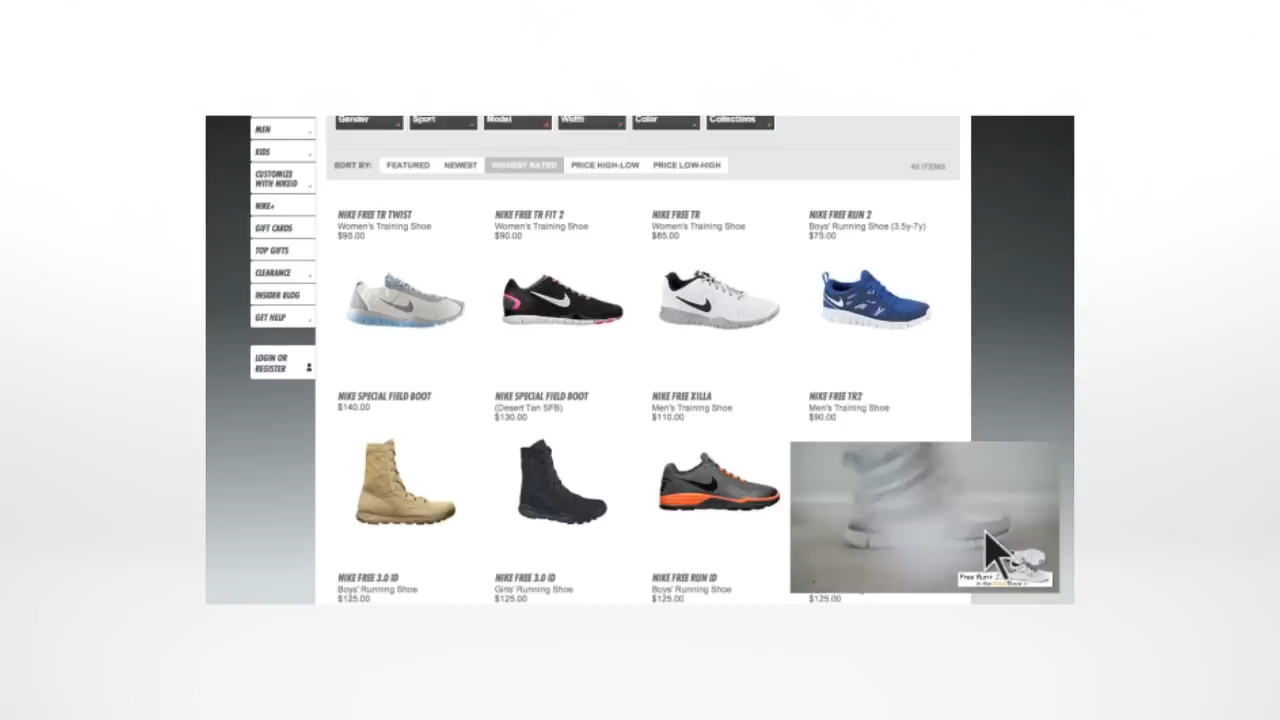 Gender Sport Model Width Color Collections
MEN
KIDS
CUSTOMIZE
WITH NIKEID
NIKE+
GIFT CARDS
TOP GIFTS
CLEARANCE
INSIDER BLOG
GET HELP
LOGIN OR
REGISTER
SORT BY: FEATURED NEWEST HIGHEST RATED PRICE HIGH-LOW PRICE LOW-HIGH
ITEMS
NIKE FREE TR TWIST
Women's Training Shoe
$95.00
NIKE FREE TR FIT 2
Women's Training Shoe
$90.00
NIKE FREE TR
Women's Training Shoe
$85.00
NIKE FREE RUN 2
Boys' Running Shoe (3.5y-7y)
$75.00
NIKE SPECIAL FIELD BOOT
$140.00
NIKE SPECIAL FIELD BOOT
(Desert Tan SFB)
$130.00
NIKE FREE XILLA
Men's Training Shoe
$110.00
NIKE FREE TR2
Men's Training Shoe
$90.00
NIKE FREE 3.0 ID
Boys' Running Shoe
$125.00
NIKE FREE 3.0 ID
Girls' Running Shoe
$125.00
NIKE FREE RUN ID
Boys' Running Shoe
$125.00
$125.00
Free Run+